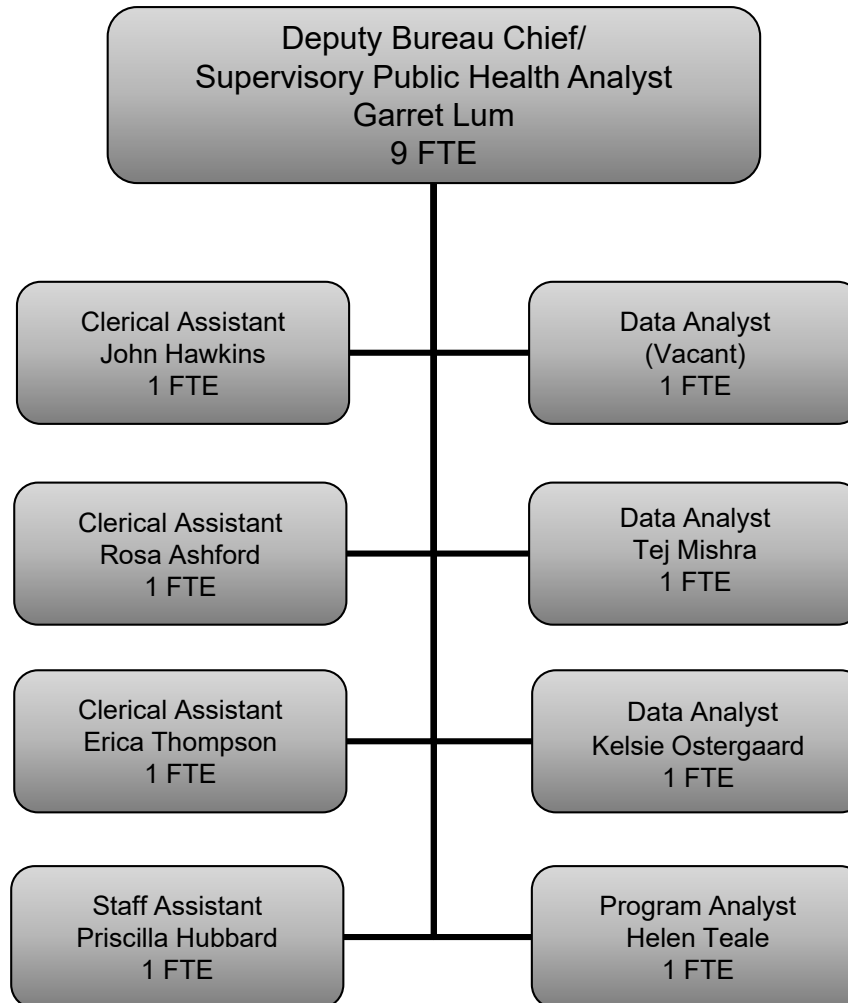 Deputy Bureau Chief/
Supervisory Public Health Analyst
Garret Lum
9 FTE
Clerical Assistant
John Hawkins
1 FTE
Data Analyst
(Vacant)
1 FTE
Clerical Assistant
Rosa Ashford
1 FTE
Data Analyst
Tej Mishra
1 FTE
Clerical Assistant
Erica Thompson
1 FTE
Data Analyst
Kelsie Ostergaard
1 FTE
Staff Assistant
Priscilla Hubbard
1 FTE
Program Analyst
Helen Teale
1 FTE